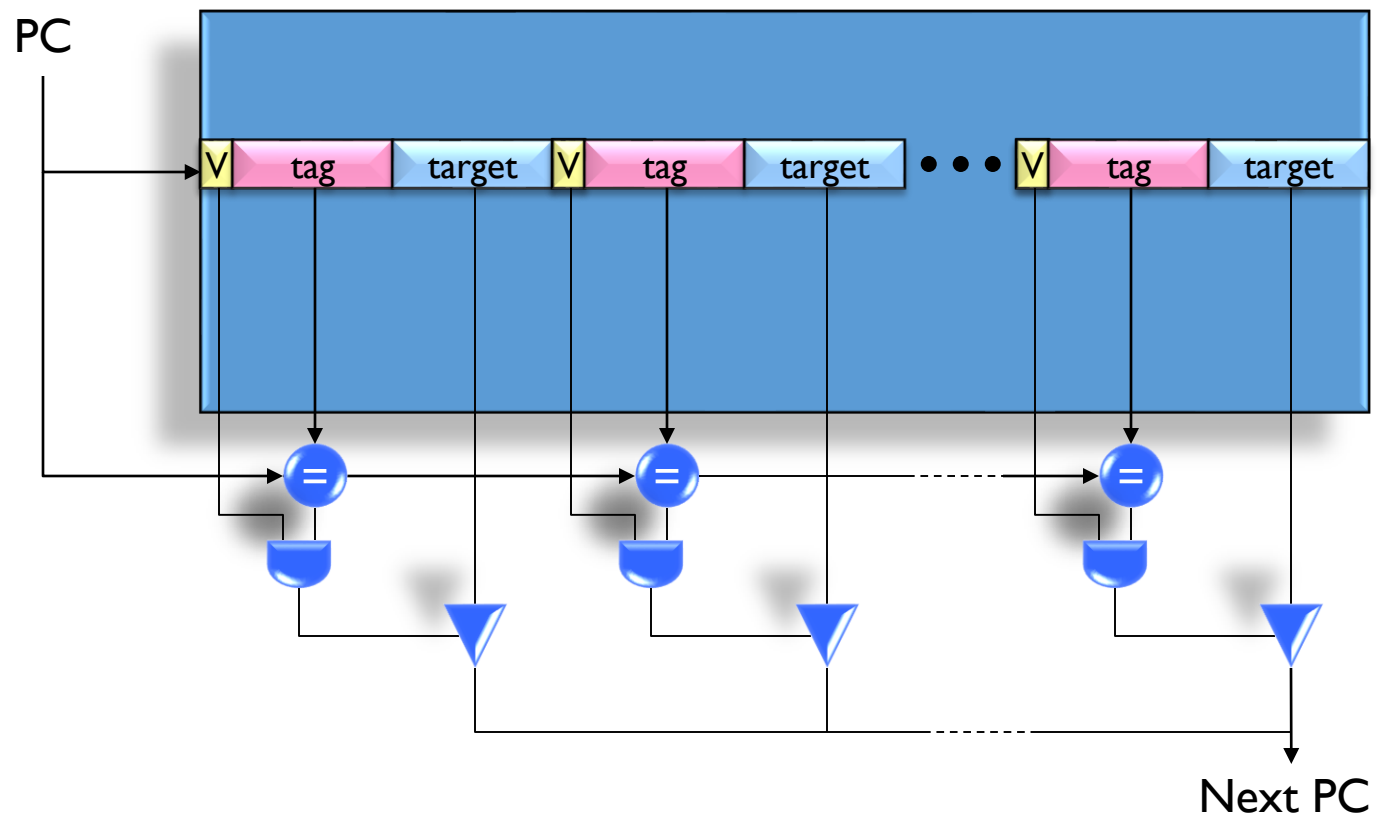 PC
V tag target V tag target ••• V tag target
= = =
Next PC